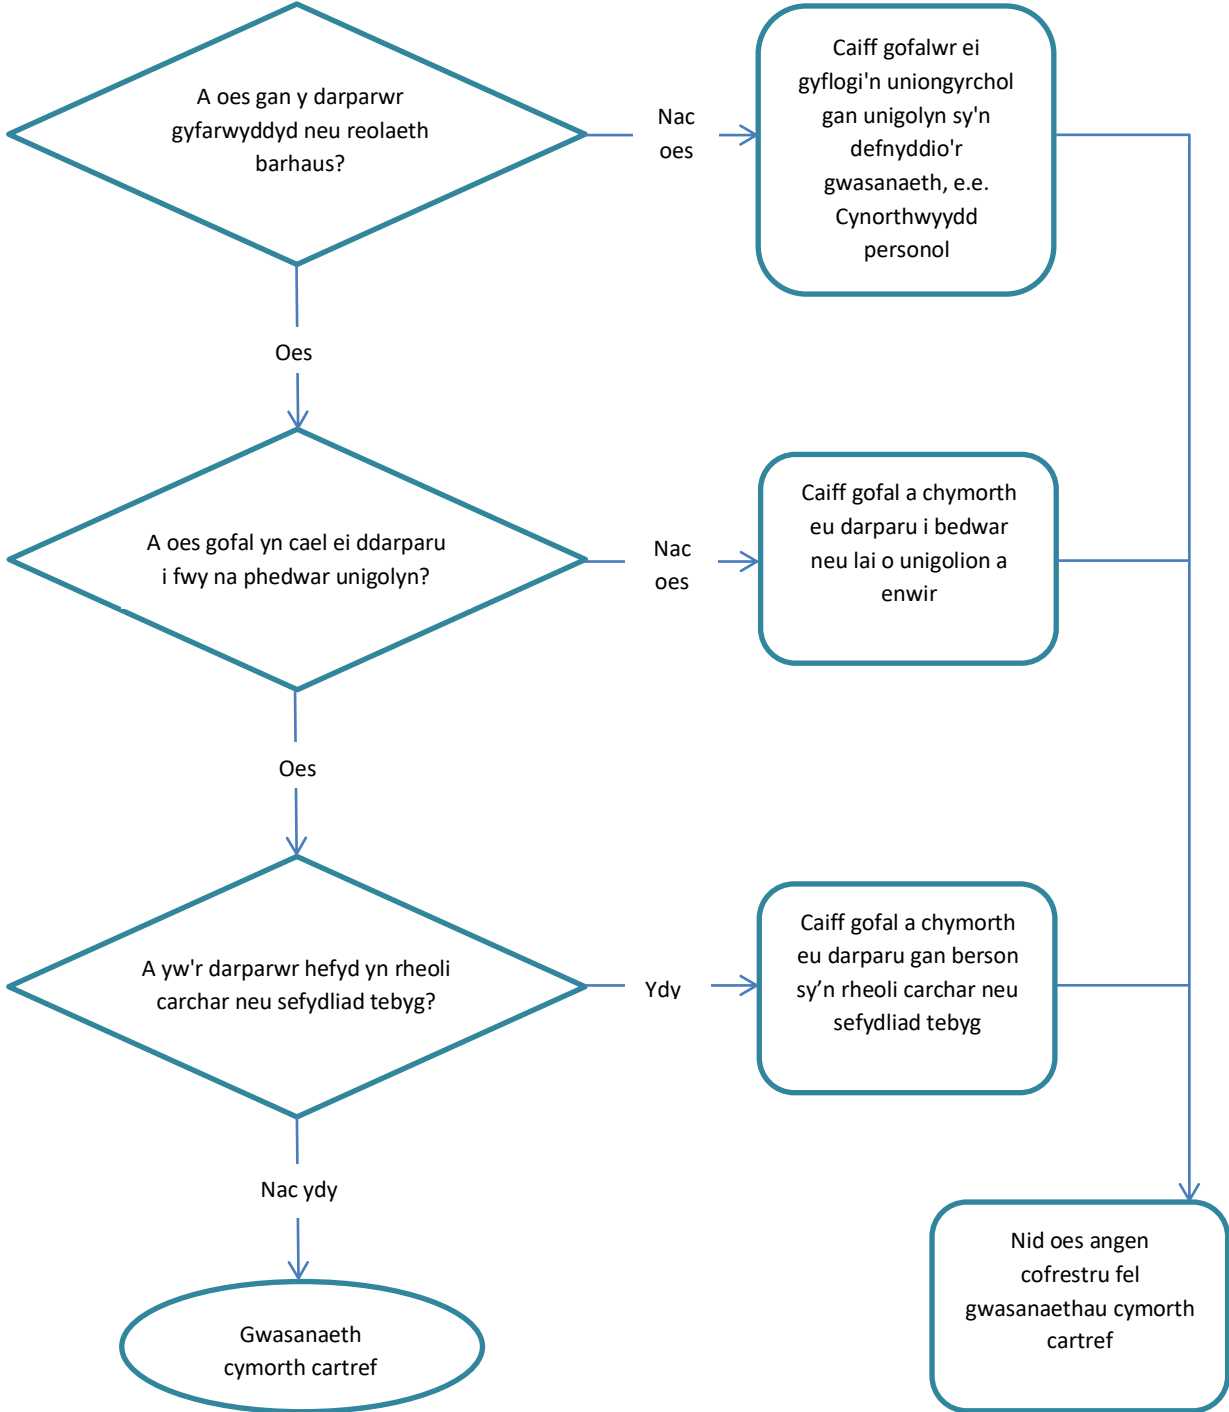 A oes gan y darparwr
gyfarwyddyd neu reolaeth
barhaus?
Nac
oes
Caiff gofalwr ei
gyflogi'n uniongyrchol
gan unigolyn sy'n
defnyddio'r
gwasanaeth, e.e.
Cynorthwyydd
personol
Oes
A oes gofal yn cael ei ddarparu
i fwy na phedwar unigolyn?
Nac
oes
Caiff gofal a chymorth
eu darparu i bedwar
neu lai o unigolion a
enwir
Oes
A yw'r darparwr hefyd yn rheoli
carchar neu sefydliad tebyg?
Ydy
Caiff gofal a chymorth
eu darparu gan berson
sy’n rheoli carchar neu
sefydliad tebyg
Nac ydy
Gwasanaeth
cymorth cartref
Nid oes angen
cofrestru fel
gwasanaethau cymorth
cartref